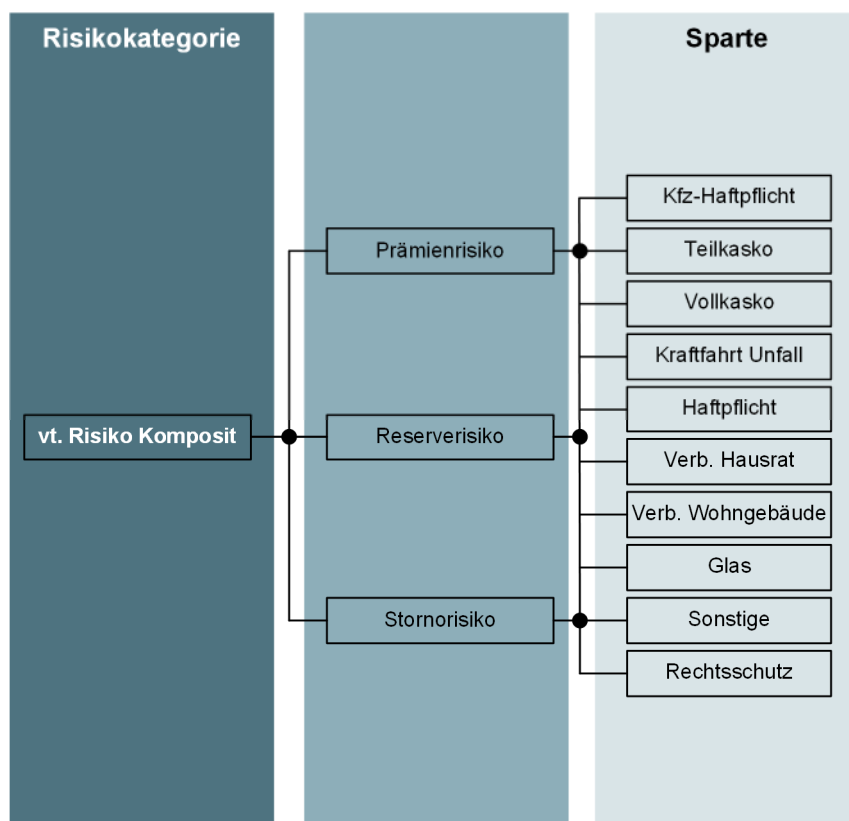 Risikokategorie
Sparte
Kfz-Haftpflicht
Prämienrisiko
Teilkasko
Vollkasko
Kraftfahrt Unfall
Haftpflicht
vt. Risiko Komposit
Reserverisiko
Verb. Hausrat
Verb. Wohngebäude
Glas
Stornorisiko
Sonstige
Rechtsschutz